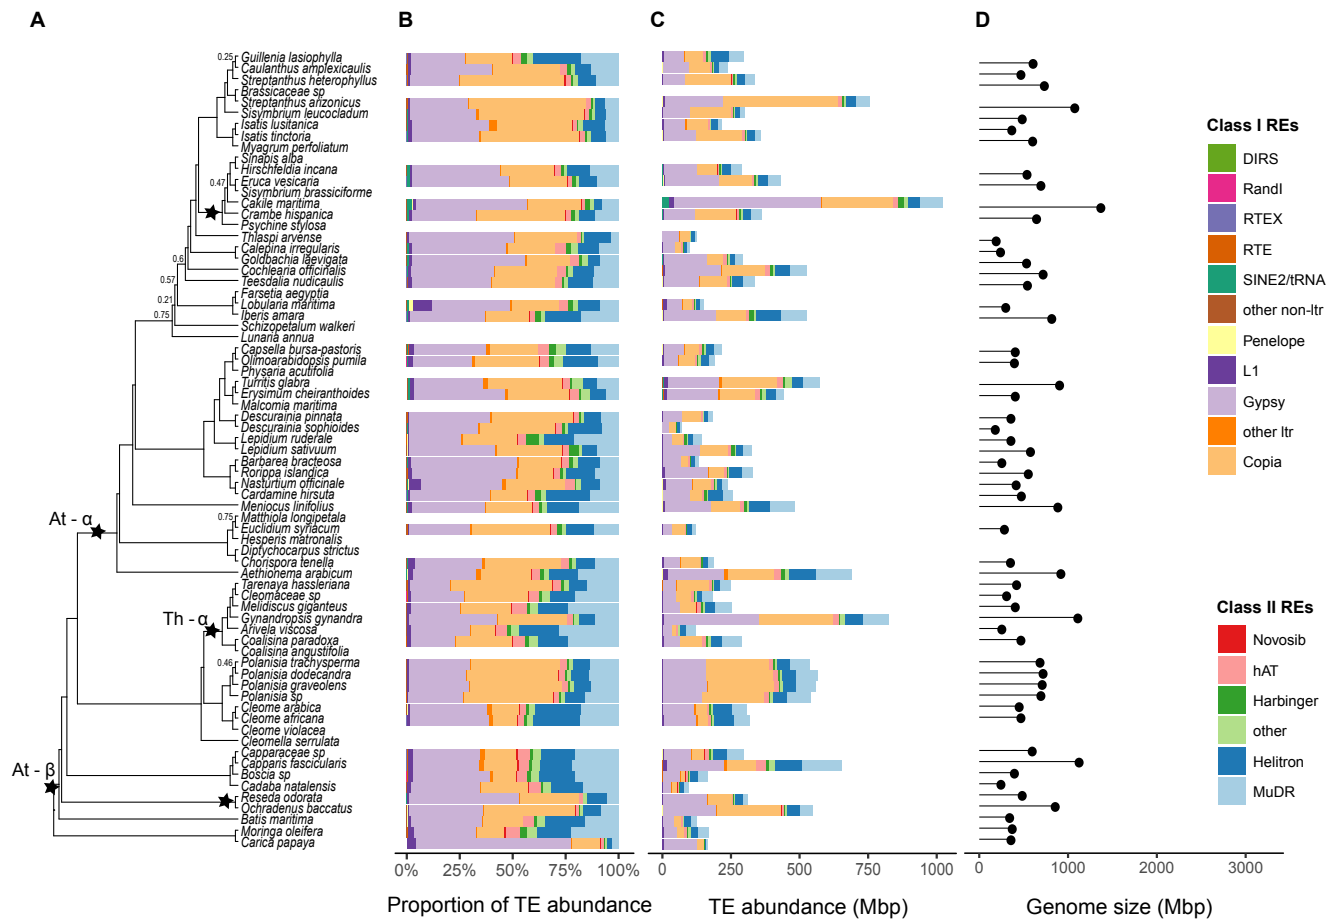 A
B
C
D
Guillenia lasiophylla
Caulanthus amplexicaulis
Streptanthus heterophyllus
Brassicaceae sp
Streptanthus arizonicus
Sisymbrium leucocladum
Isatis lusitanica
Isatis tinctoria
Myagrum perfoliatum
Sinapis alba
Hirschfeldia incana
Eruca vesicaria
Sisymbrium brassiciforme
Cakile maritima
Crambe hispanica
Psychine stylosa
Thlaspi arvense
Calepina irregularis
Goldbachia laevigata
Cochlearia officinalis
Teesdalia nudicaulis
Farsetia aegyptia
Lobularia maritima
Iberis amara
Schizopetalum walkeri
Lunaria annua
Capsella bursa-pastoris
Olimoarabidopsis pumila
Physaria acutifolia
Turritis glabra
Erysimum cheiranthoides
Malcomia maritima
Descurainia pinnata
Descurainia sophioides
Lepidium ruderale
Lepidium sativuum
Barbarea bracteosa
Rorippa islandica
Nasturtium officinale
Cardamine hirsuta
Meniocus linifolius
Matthiola longipetala
Euclidium syriacum
Hesperis matronalis
Diptychocarpus strictus
Chorispora tenella
Aethionema arabicum
Tarenaya hassleriana
Cleomaceae sp
Melidiscus giganteus
Gynandropsis gynandra
Arivela viscosa
Coalisina paradoxa
Coalisina angustifolia
Polanisia trachysperma
Polanisia dodecandra
Polanisia graveolens
Polanisia sp
Cleome arabica
Cleome africana
Cleome violacea
Cleomella serrulata
Capparaceae sp
Capparis fascicularis
Boscia sp
Cadaba natalensis
Reseda odorata
Ochradenus baccatus
Batis maritima
Moringa oleifera
Carica papaya
0.25
0.47
0.6
0.57
0.21
0.75
0.75
0.46
At - α
Th - α
At - β
0%
25%
50%
75%
100%
Proportion of TE abundance
0
250
500
750
1000
TE abundance (Mbp)
0
1000
2000
3000
Genome size (Mbp)
Class I REs
DIRS
RandI
RTEX
RTE
SINE2/tRNA
other non-ltr
Penelope
L1
Gypsy
other ltr
Copia
Class II REs
Novosib
hAT
Harbinger
other
Helitron
MuDR